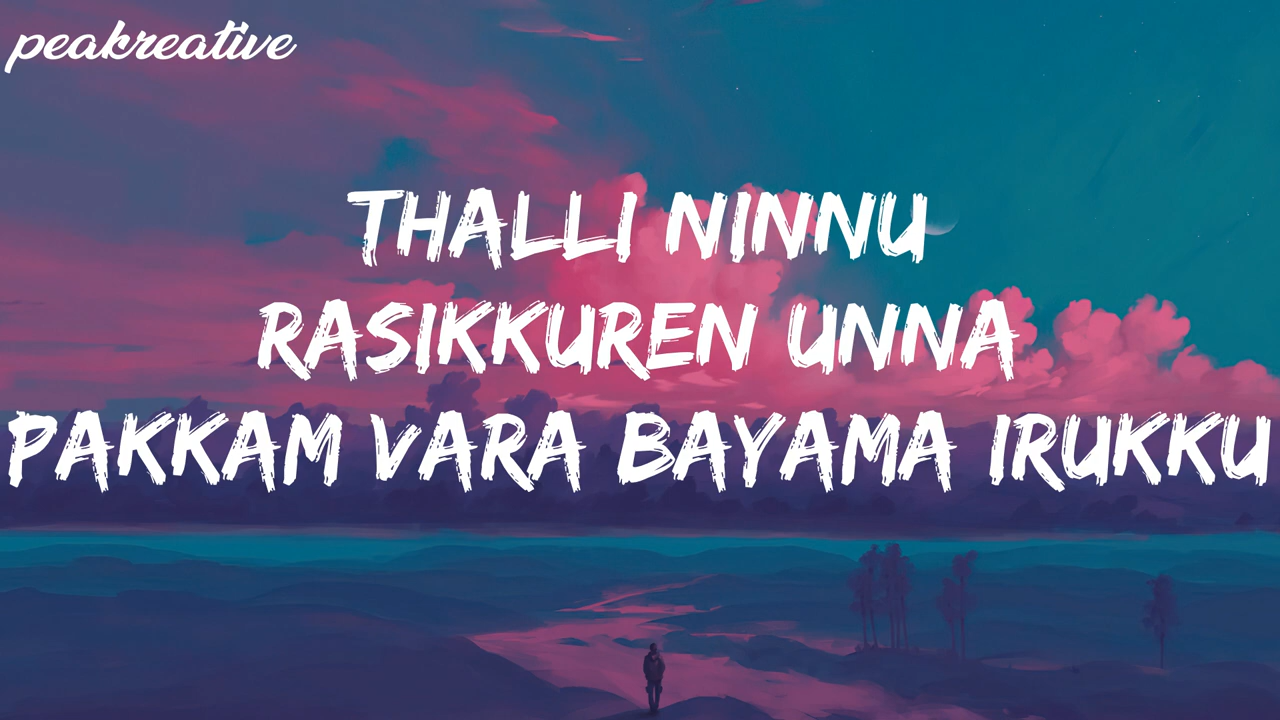 peakreative
THALLI NINNU
RASIKKUREN UNNA
PAKKAM VARA BAYAMA IRUKKU